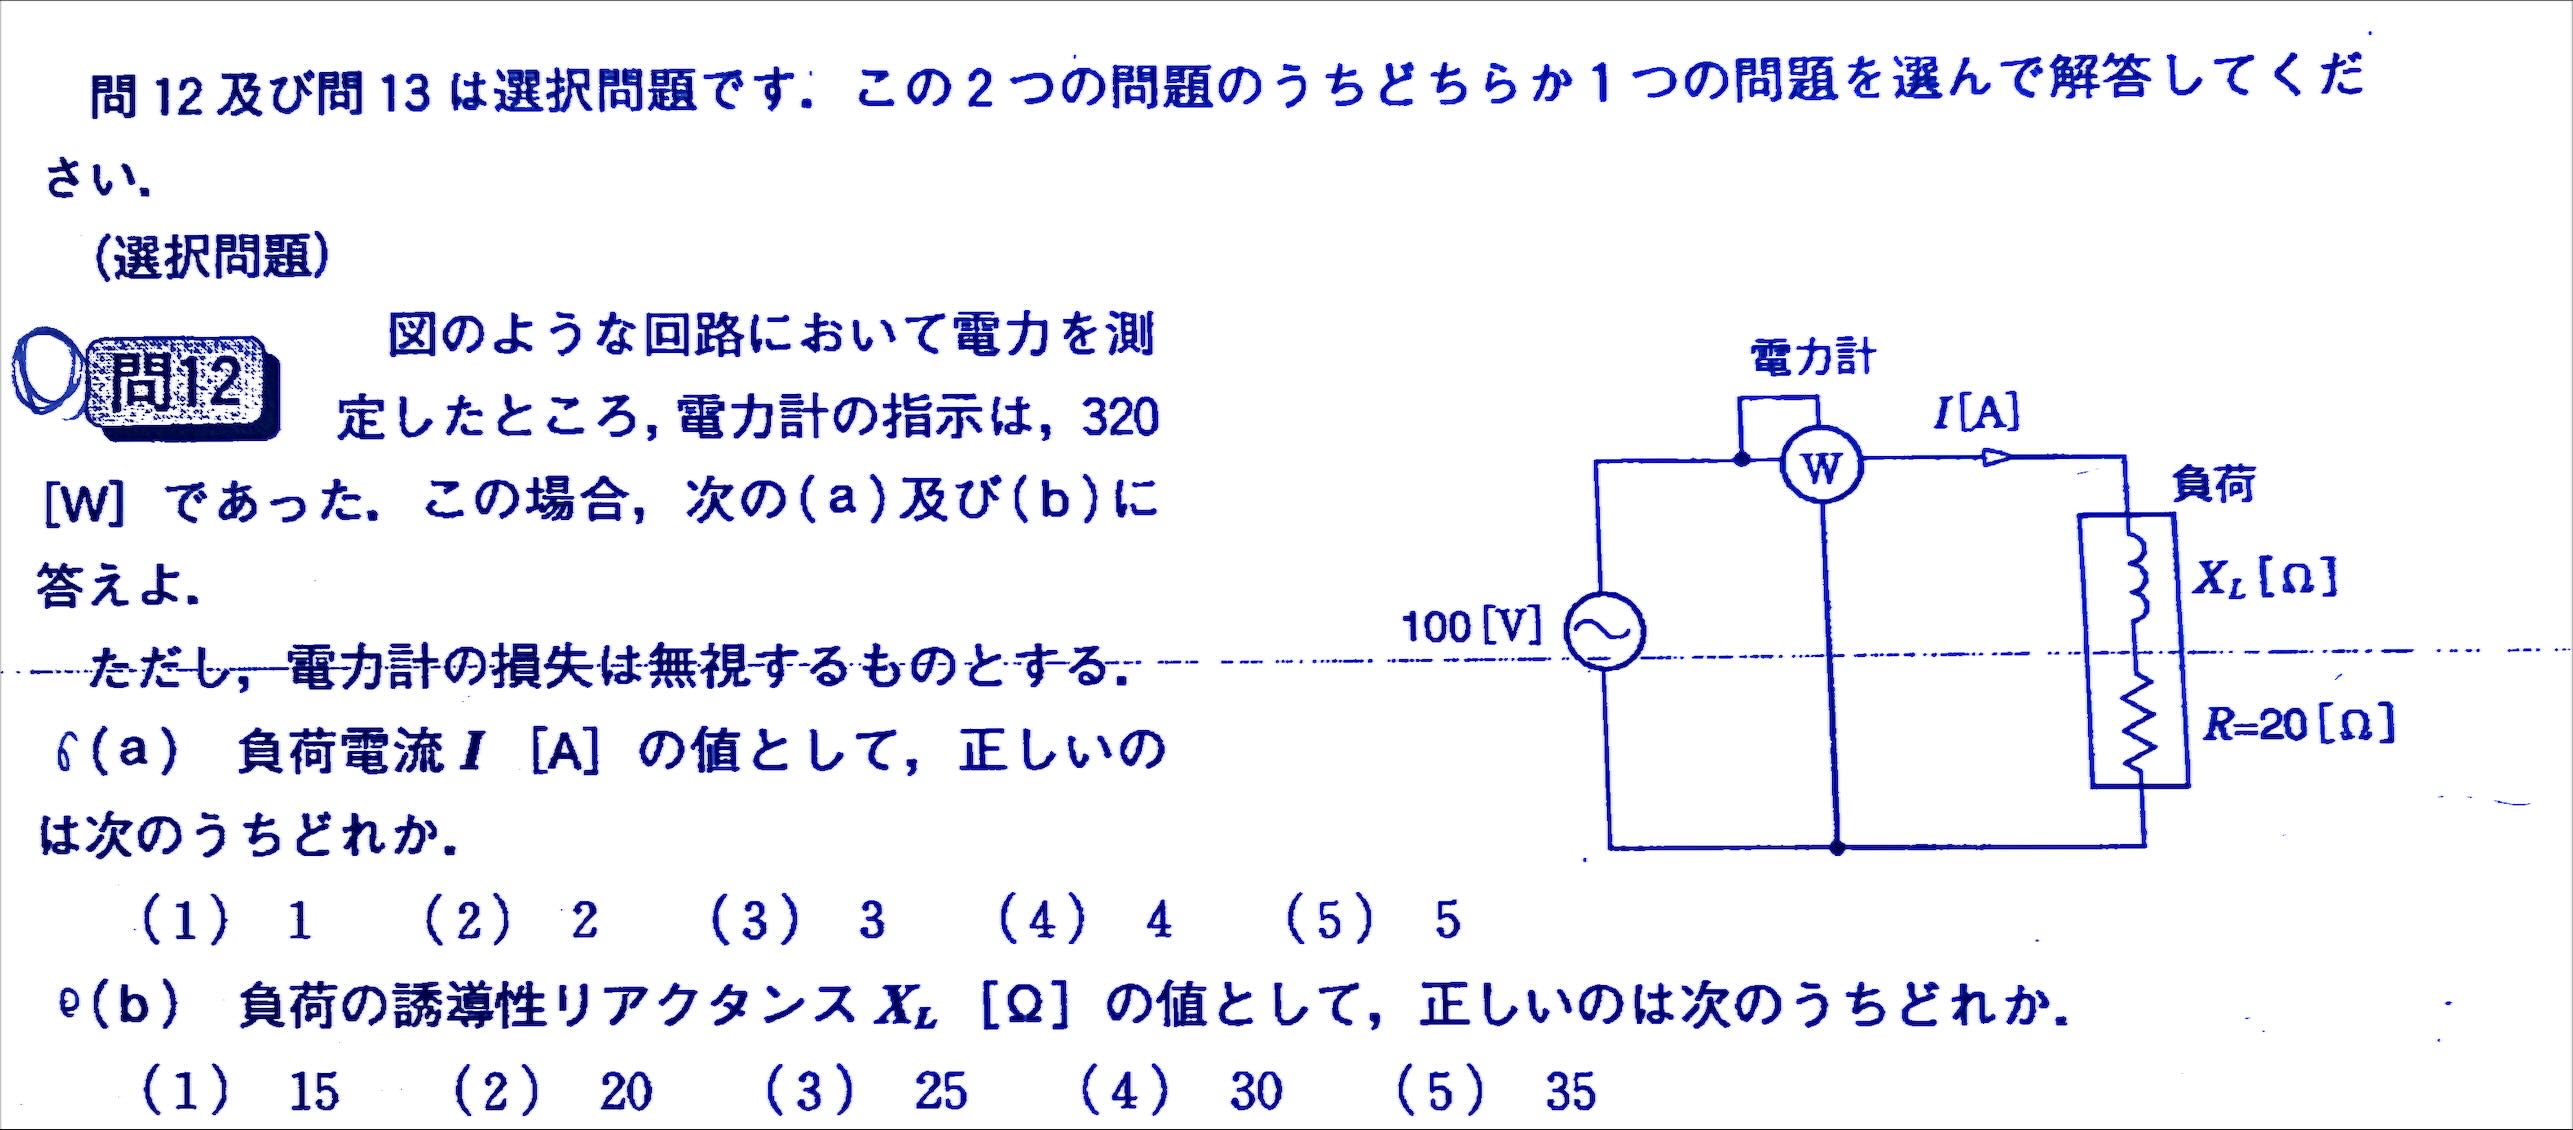 問12及び問13は選択問題です．この2つの問題のうちどちらか1つの問題を選んで解答してくだ
さい．
(選択問題)
問12 図のような回路において電力を測
定したところ，電力計の指示は，320
[W] であった．この場合，次の(a)及び(b)に
答えよ．
ただし，電力計の損失は無視するものとする．
(a) 負荷電流I [A] の値として，正しいの
は次のうちどれか．
(1) 1 (2) 2 (3) 3 (4) 4 (5) 5
(b) 負荷の誘導性リアクタンスXL [Ω] の値として，正しいのは次のうちどれか．
(1) 15 (2) 20 (3) 25 (4) 30 (5) 35
電力計
I[A]
W
負荷
XL[Ω]
100[V]
R=20[Ω]